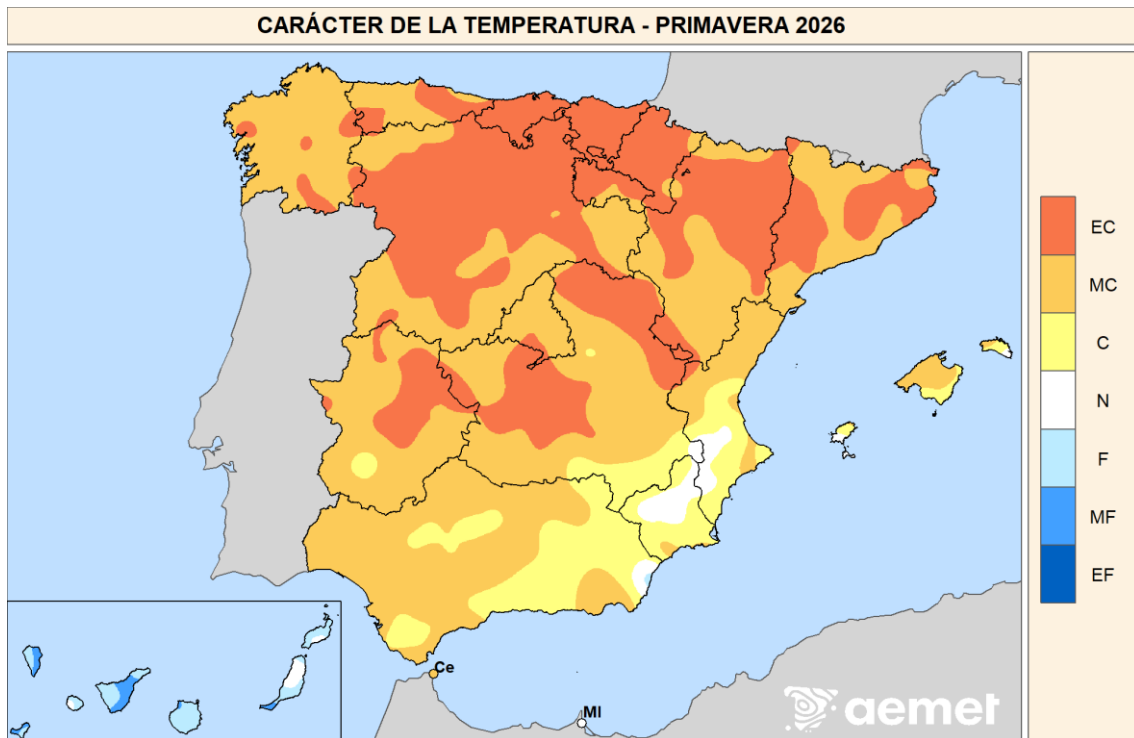 CARÁCTER DE LA TEMPERATURA - PRIMAVERA 2026
EC
MC
C
N
F
MF
EF
Ce
Ml
aemet